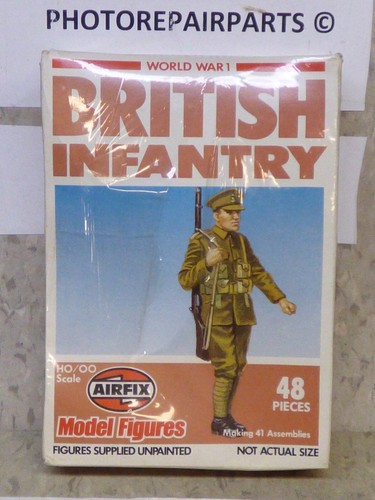 PHOTOREPAIRPARTS ©
WORLD WAR 1
BRITISH
INFANTRY
HO/OO
Scale
AIRFIX
Model Figures
48
PIECES
Making 41 Assemblies
FIGURES SUPPLIED UNPAINTED
NOT ACTUAL SIZE